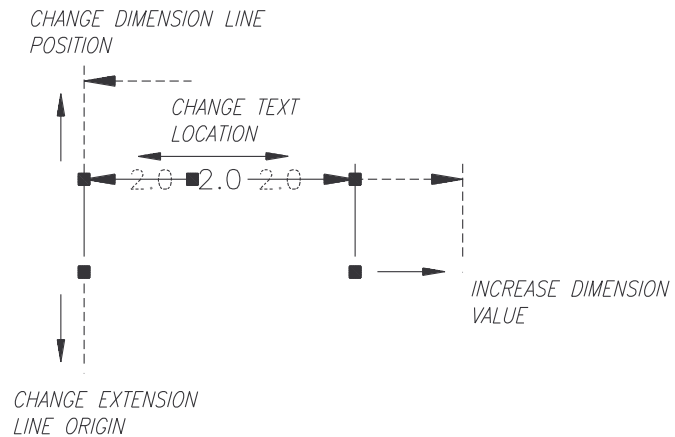 CHANGE DIMENSION LINE
POSITION
CHANGE TEXT
LOCATION
2.0 2.0 2.0
INCREASE DIMENSION
VALUE
CHANGE EXTENSION
LINE ORIGIN